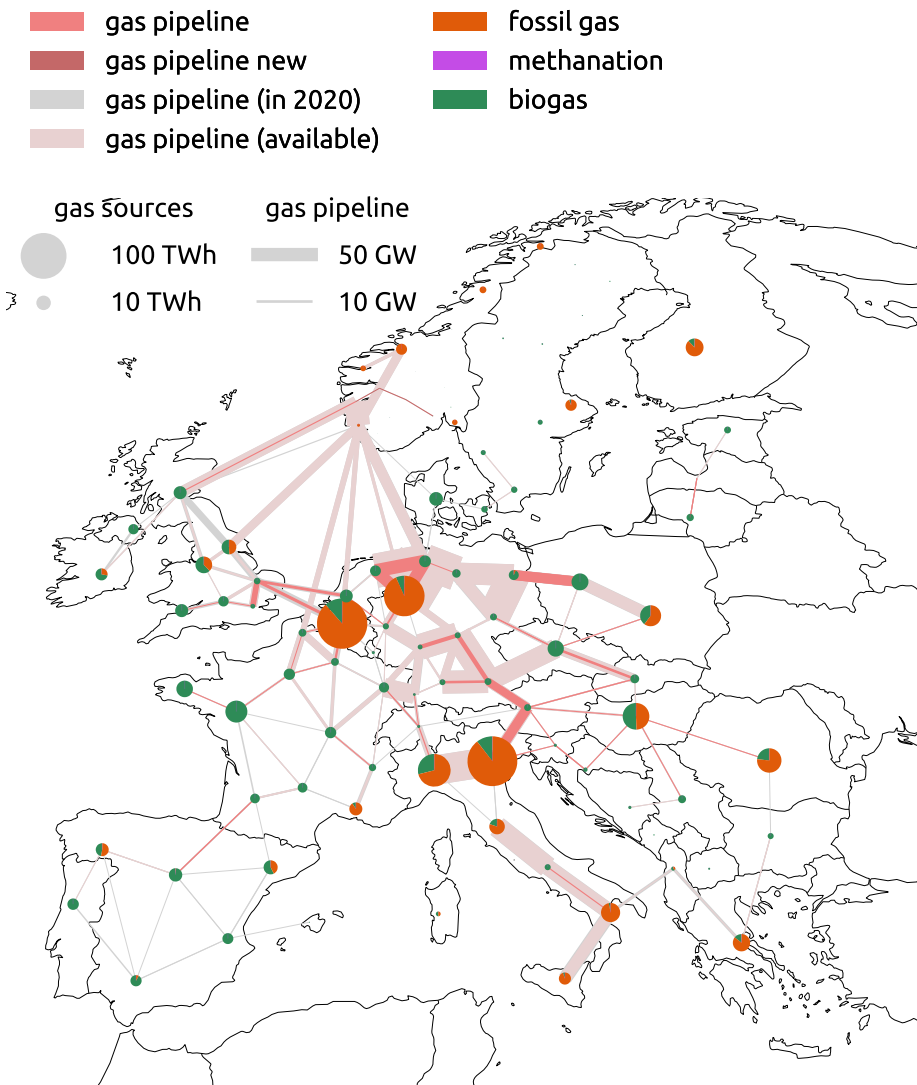 gas pipeline
gas pipeline new
gas pipeline (in 2020)
gas pipeline (available)
fossil gas
methanation
biogas
gas sources
100 TWh
10 TWh
gas pipeline
50 GW
10 GW